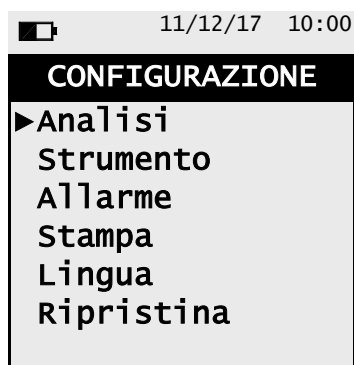 11/12/17 10:00
CONFIGURAZIONE
►Analisi
Strumento
Allarme
Stampa
Lingua
Ripristina